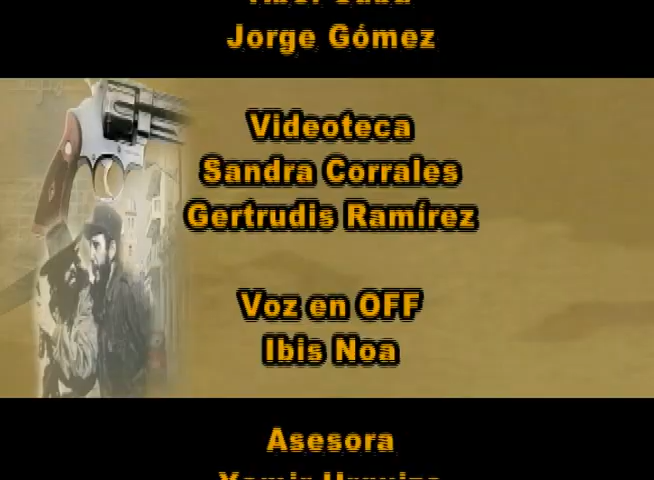 Jorge Gómez
Videoteca
Sandra Corrales
Gertrudis Ramírez
Voz en OFF
Ibis Noa
Asesora